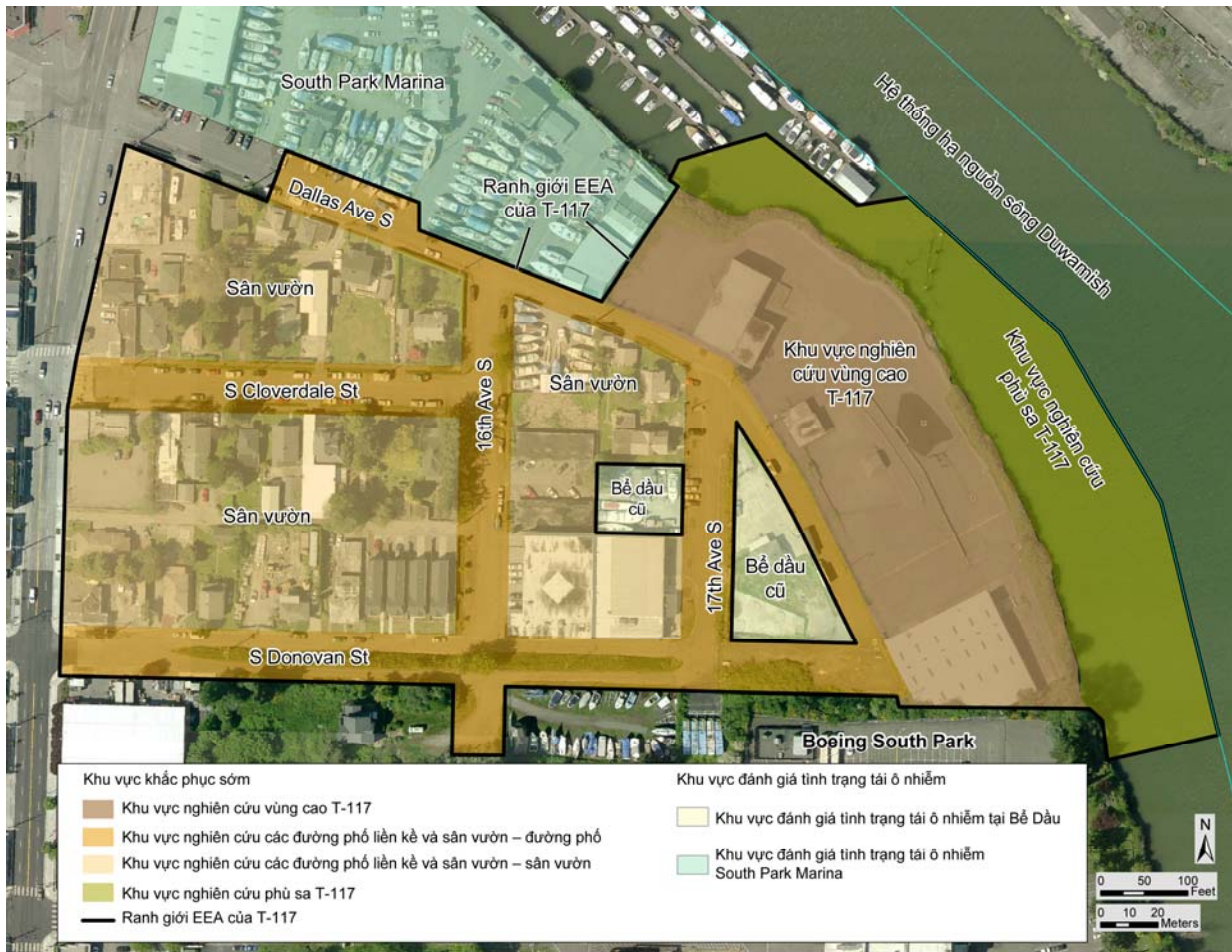 South Park Marina
Hệ thống hạ nguồn sông Duwamish
Ranh giới EEA
của T-117
Dallas Ave S
Sân vườn
S Cloverdale St
16th Ave S
Sân vườn
Khu vực nghiên
cứu vùng cao
T-117
Khu vực nghiên cứu
phù sa T-117
Sân vườn
Bể dầu
cũ
17th Ave S
Bể dầu
cũ
S Donovan St
Boeing South Park
Khu vực khắc phục sớm
Khu vực nghiên cứu vùng cao T-117
Khu vực nghiên cứu các đường phố liền kề và sân vườn – đường phố
Khu vực nghiên cứu các đường phố liền kề và sân vườn – sân vườn
Khu vực nghiên cứu phù sa T-117
Ranh giới EEA của T-117
Khu vực đánh giá tình trạng tái ô nhiễm
Khu vực đánh giá tình trạng tái ô nhiễm tại Bể Dầu
Khu vực đánh giá tình trạng tái ô nhiễm
South Park Marina
N
0 50 100
Feet
0 10 20
Meters